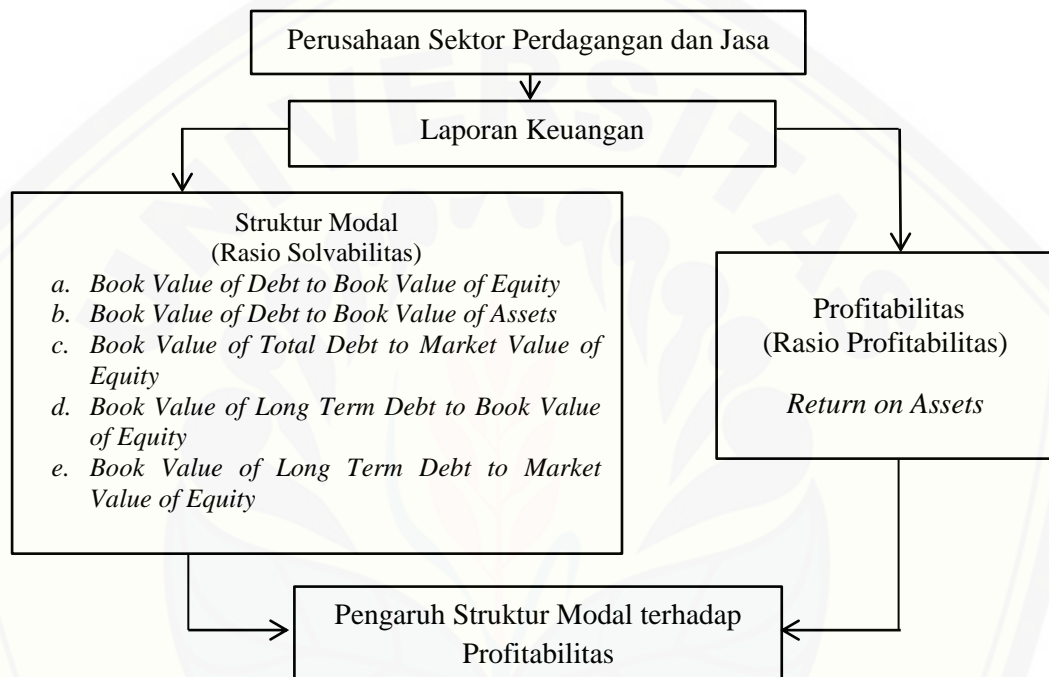 Perusahaan Sektor Perdagangan dan Jasa
Laporan Keuangan
Struktur Modal
(Rasio Solvabilitas)
a. Book Value of Debt to Book Value of Equity
b. Book Value of Debt to Book Value of Assets
c. Book Value of Total Debt to Market Value of
Equity
d. Book Value of Long Term Debt to Book Value
of Equity
e. Book Value of Long Term Debt to Market
Value of Equity
Profitabilitas
(Rasio Profitabilitas)
Return on Assets
Pengaruh Struktur Modal terhadap
Profitabilitas
UNIVERSITAS